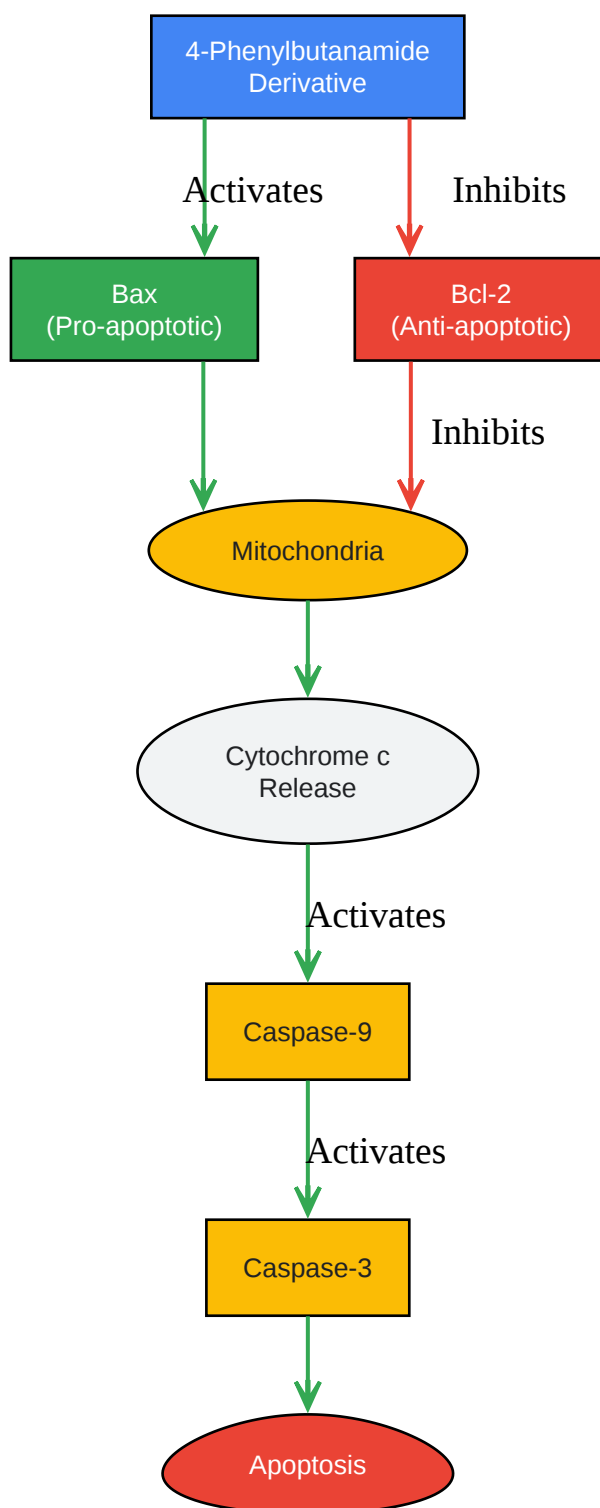 4-Phenylbutanamide
Derivative
Activates
Inhibits
Bax
(Pro-apoptotic)
Bcl-2
(Anti-apoptotic)
Inhibits
Mitochondria
Cytochrome c
Release
Activates
Caspase-9
Activates
Caspase-3
Apoptosis